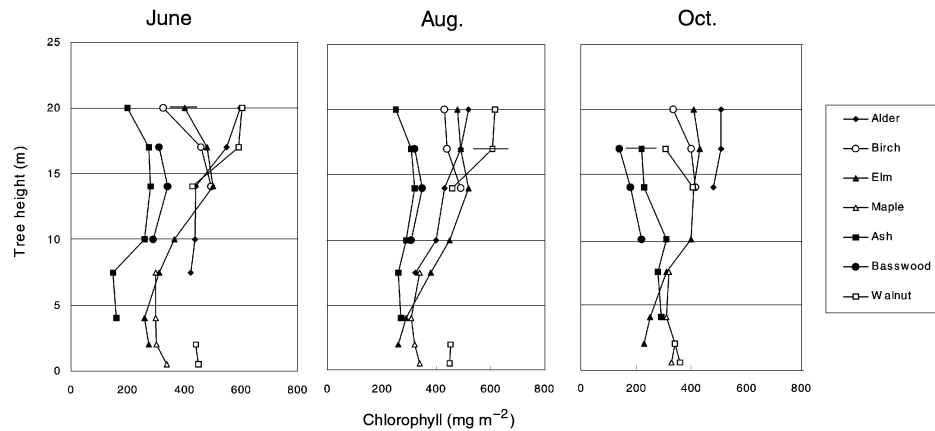 June
Aug.
Oct.
25
20
15
10
5
0
Tree height (m)
0 200 400 600 800
0 200 400 600 800
0 200 400 600 800
Chlorophyll (mg m⁻²)
Alder
Birch
Elm
Maple
Ash
Basswood
Walnut